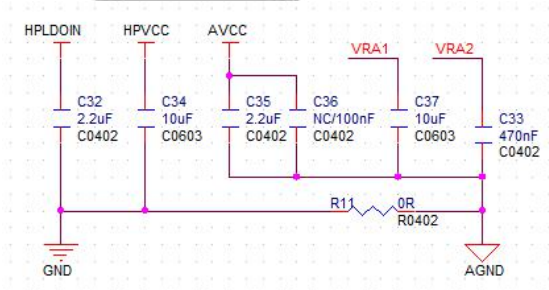 HPLDOIN HPVCC AVCC
VRA1 VRA2
C32 C34 C35 C36 C37
2.2uF 10uF 2.2uF NC/100nF 10uF C33
C0402 C0603 C0402 C0402 C0603 470nF
C0402
R11 0R
R0402
GND AGND